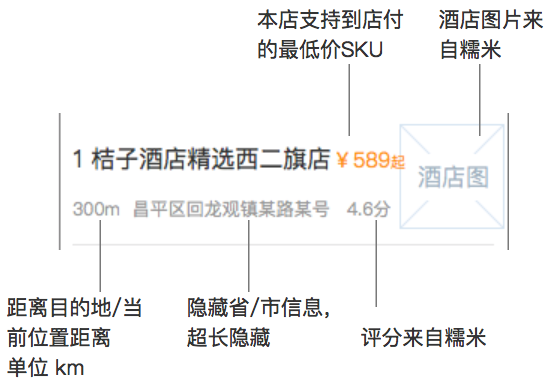 本店支持到店付
的最低价SKU
酒店图片来
自糯米
1 桔子酒店精选西二旗店 ¥589起
酒店图
300m 昌平区回龙观镇某路某号 4.6分
距离目的地/当
前位置距离
单位 km
隐藏省/市信息，
超长隐藏
评分来自糯米